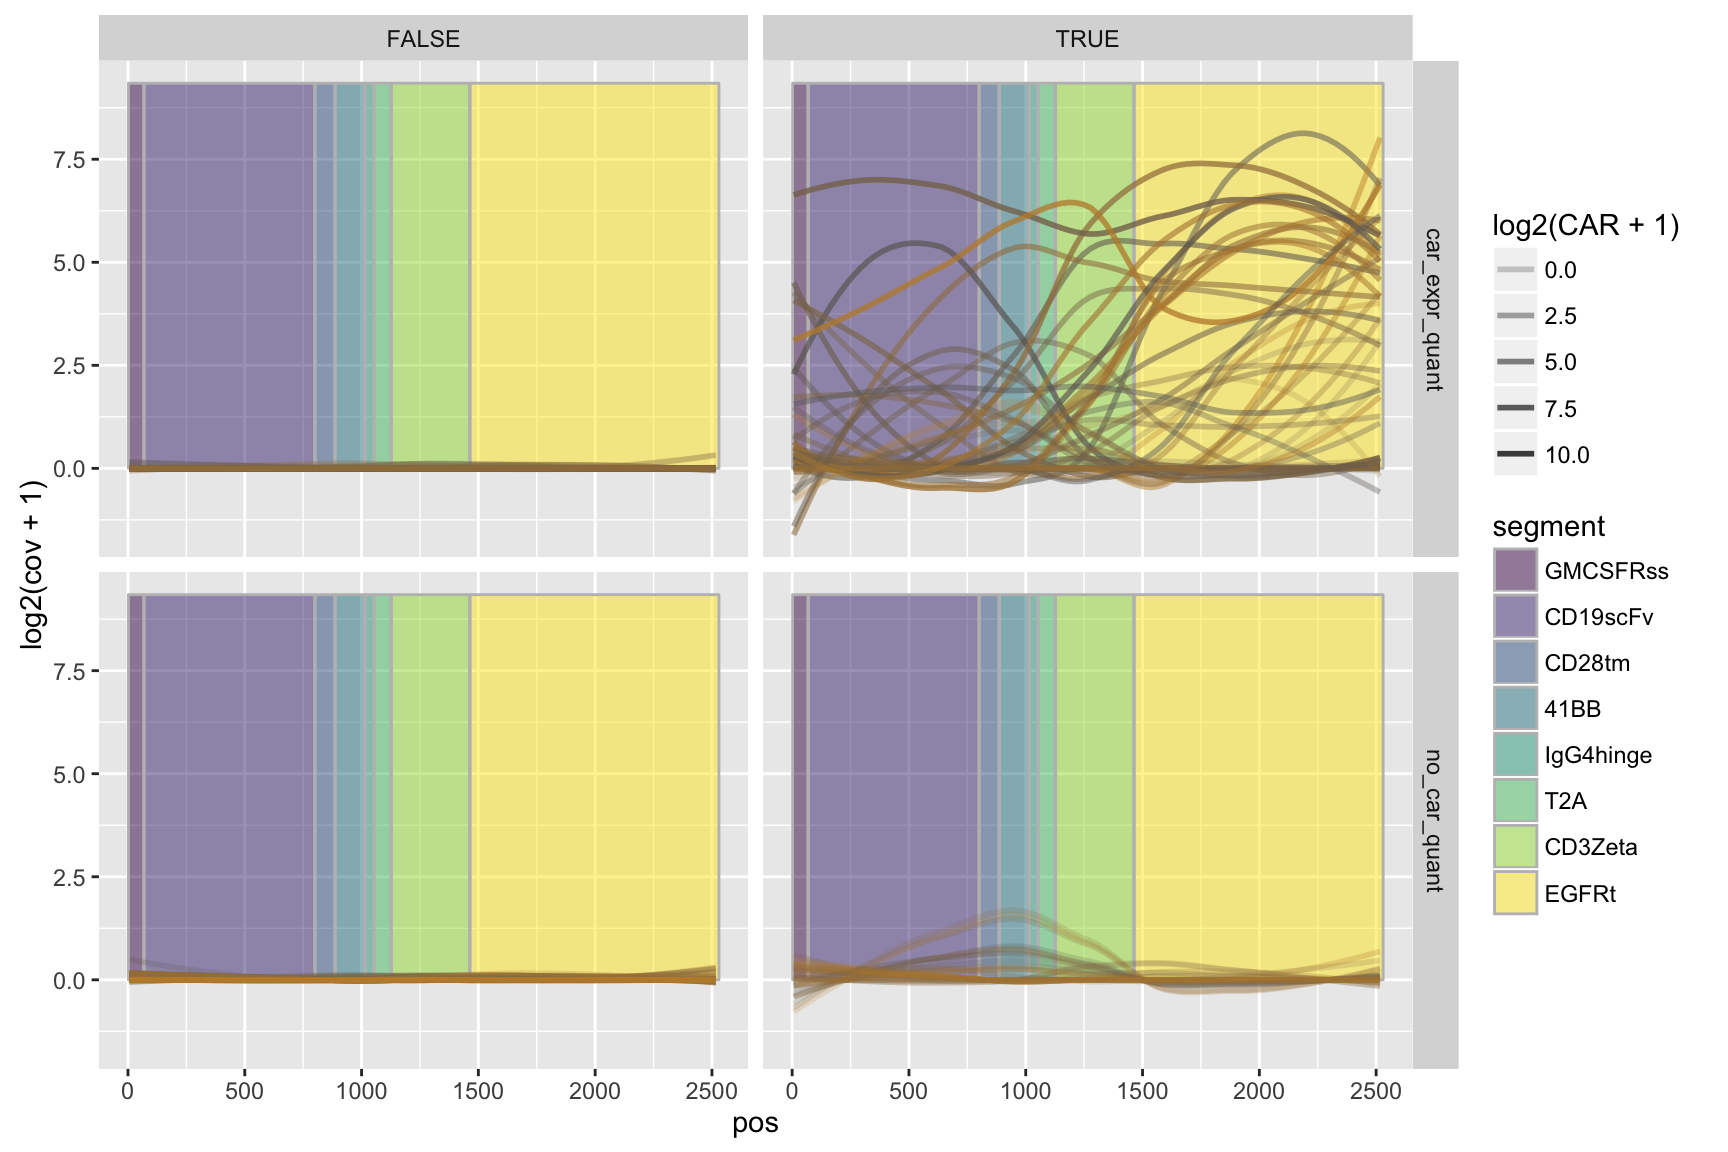 FALSE
TRUE
7.5
5.0
2.5
0.0
car_expr_quant
7.5
5.0
2.5
0.0
no_car_quant
log2(cov + 1)
0 500 1000 1500 2000 2500
0 500 1000 1500 2000 2500
pos
log2(CAR + 1)
0.0
2.5
5.0
7.5
10.0
segment
GMCSFRss
CD19scFv
CD28tm
41BB
IgG4hinge
T2A
CD3Zeta
EGFRt